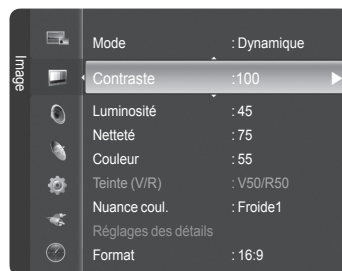 Image
Mode : Dynamique
Contraste :100
Luminosité : 45
Netteté : 75
Couleur : 55
Teinte (V/R) : V50/R50
Nuance coul. : Froide1
Réglages des détails
Format : 16:9